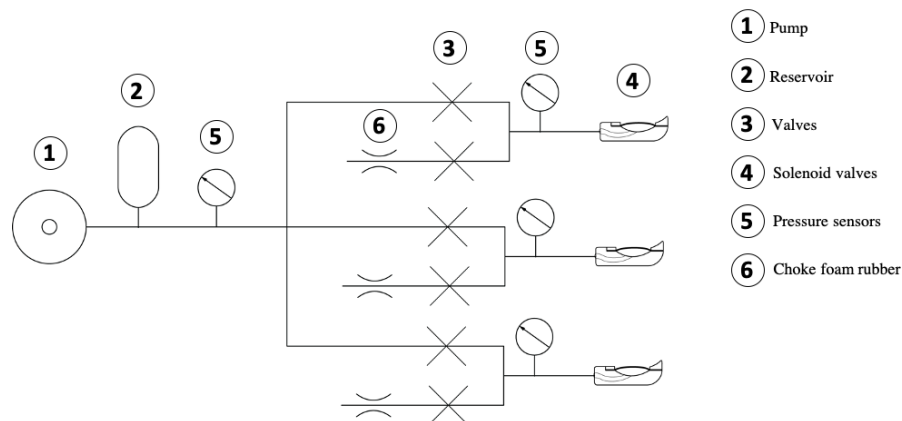 3
5
2
4
1 Pump
6
5
2 Reservoir
1
3 Valves
4 Solenoid valves
5 Pressure sensors
6 Choke foam rubber